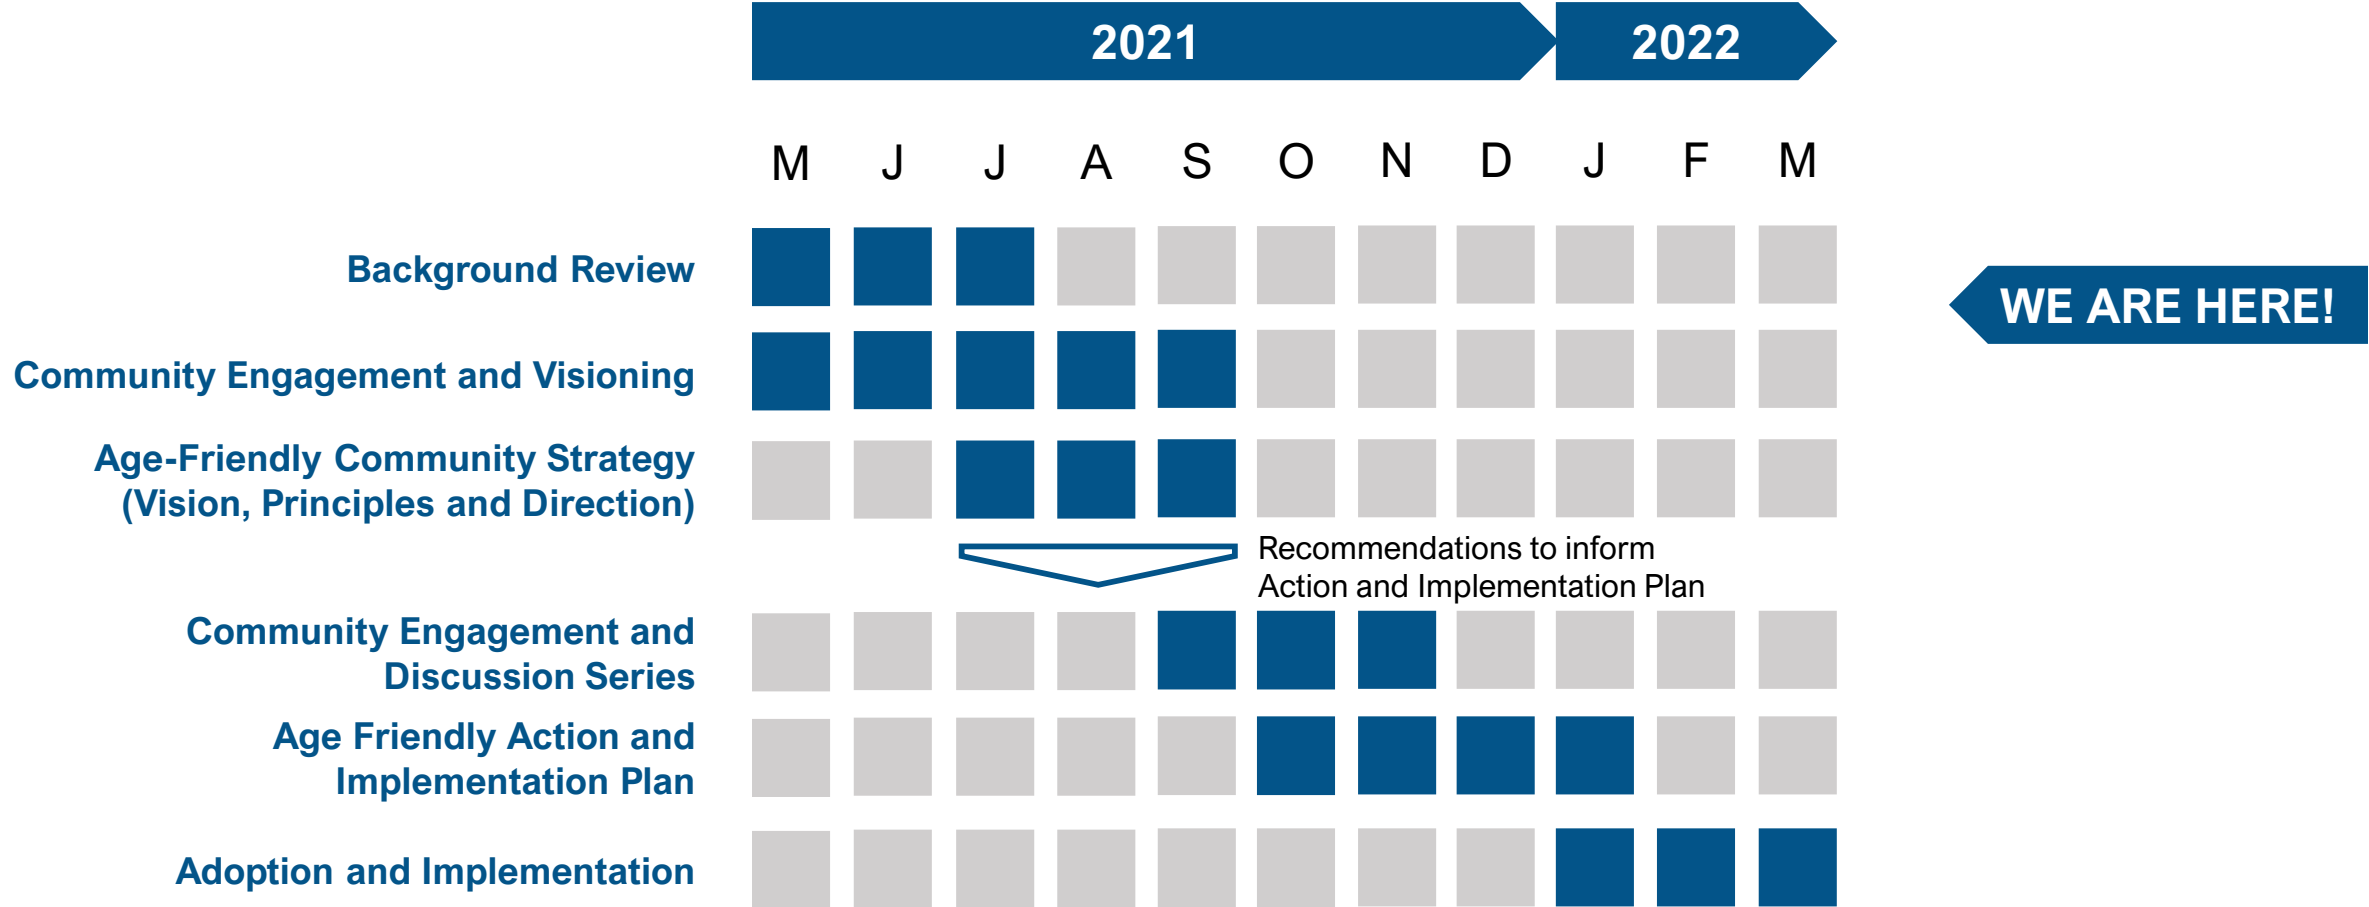 2021 2022
M J J A S O N D J F M
Background Review
WE ARE HERE!
Community Engagement and Visioning
Age-Friendly Community Strategy
(Vision, Principles and Direction)
Recommendations to inform
Action and Implementation Plan
Community Engagement and
Discussion Series
Age Friendly Action and
Implementation Plan
Adoption and Implementation